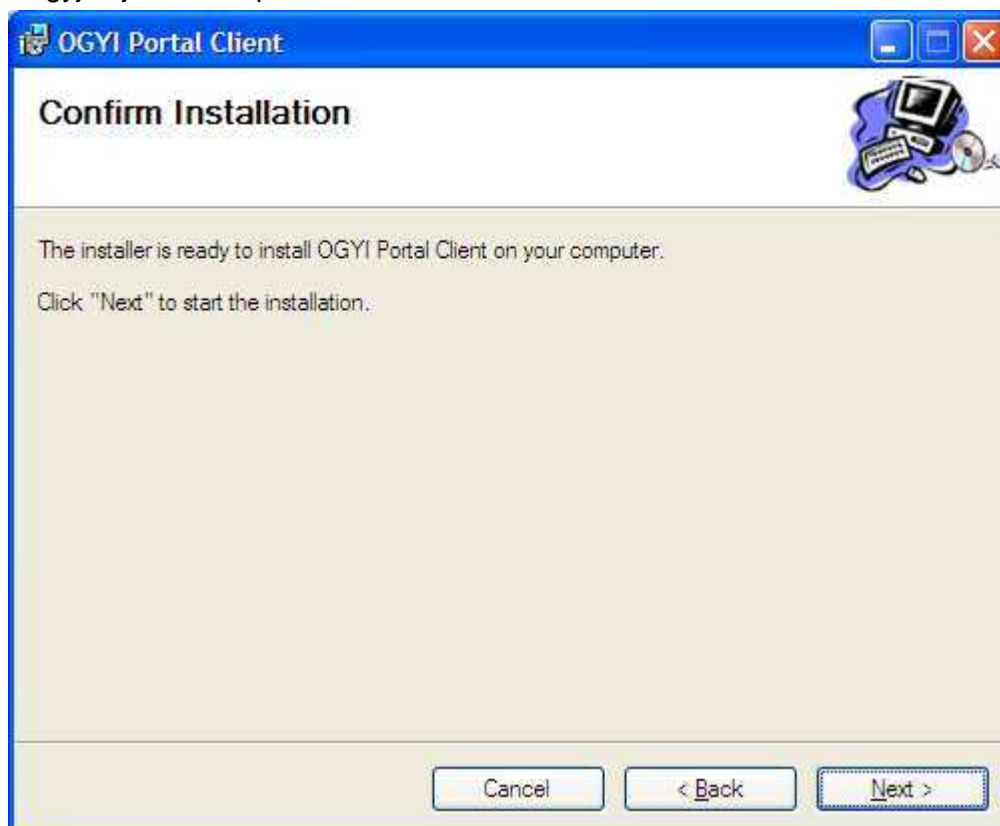 OGYI Portal Client
Confirm Installation
The installer is ready to install OGYI Portal Client on your computer.
Click "Next" to start the installation.
Cancel
< Back
Next >